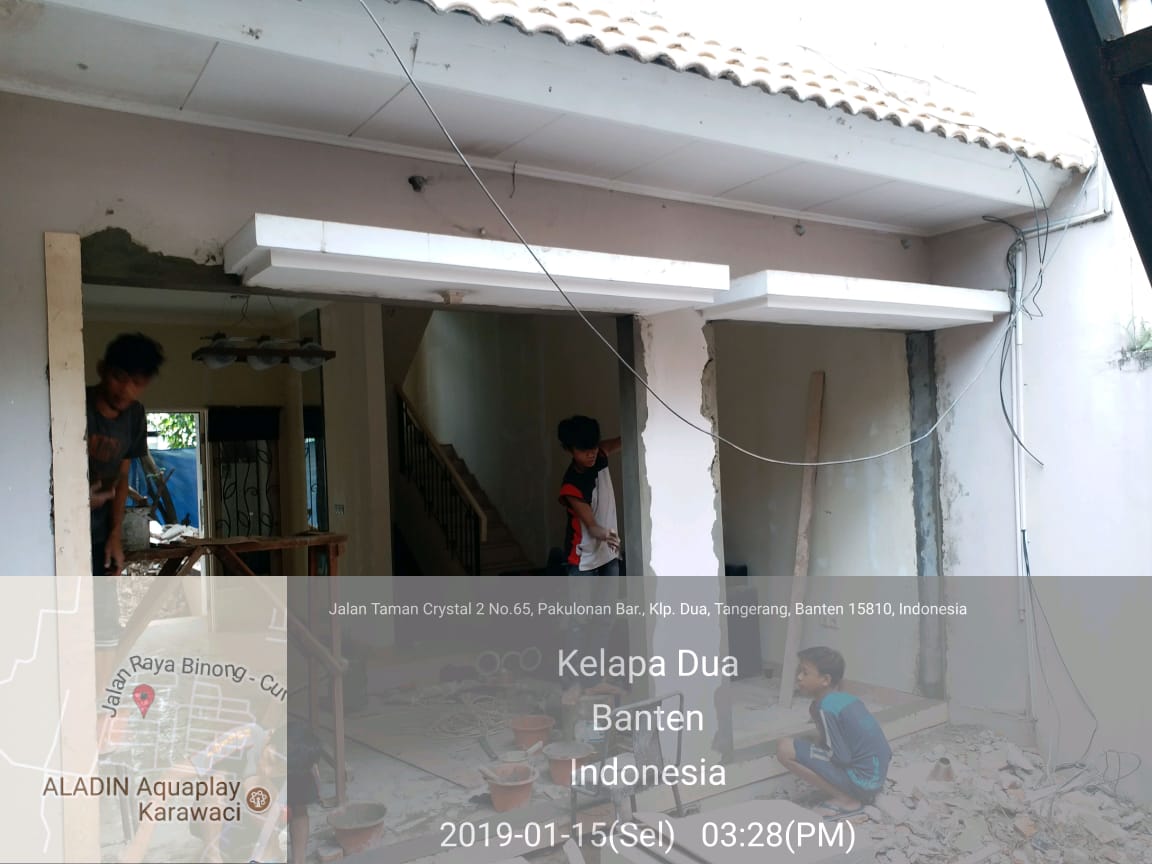 Jalan Taman Crystal 2 No.65, Pakulonan Bar., Klp. Dua, Tangerang, Banten 15810, Indonesia
Kelapa Dua
Banten
Indonesia
2019-01-15(Sel) 03:28(PM)
Jalan Raya Binong - Cur
ALADIN Aquaplay
Karawaci